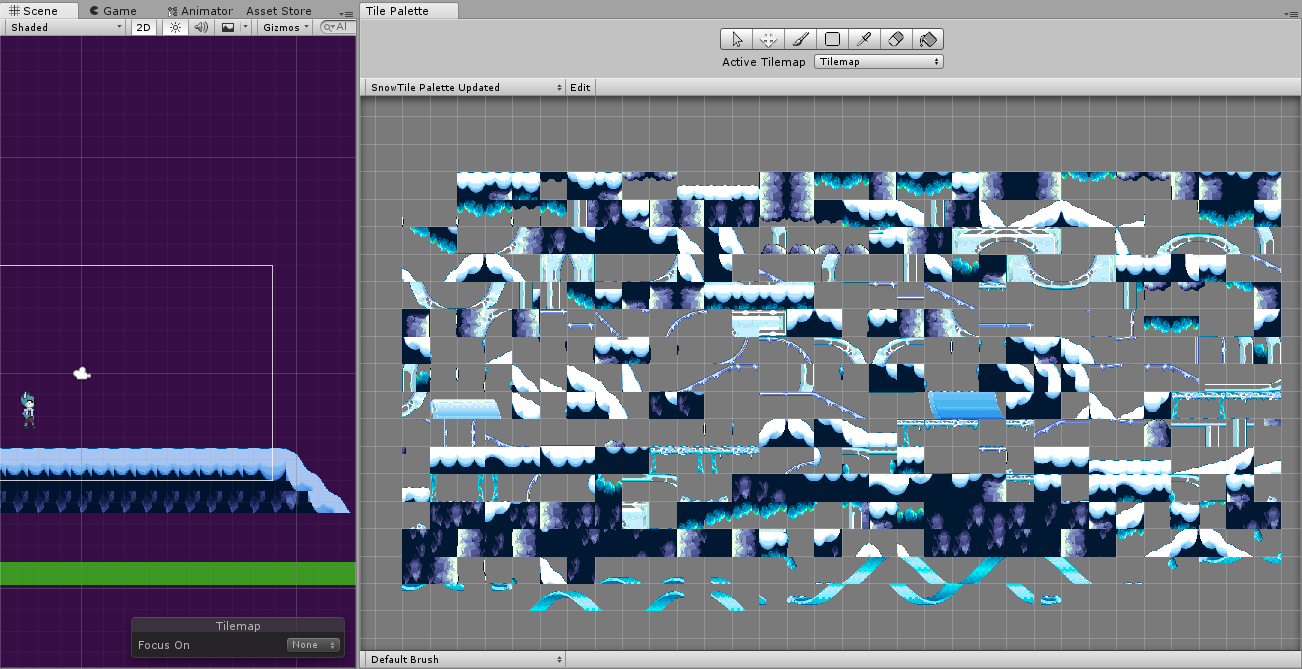 Scene Game Animator Asset Store
Shaded 2D Gizmos All
Tile Palette
Active Tilemap Tilemap
SnowTile Palette Updated Edit
Tilemap
Focus On None
Default Brush